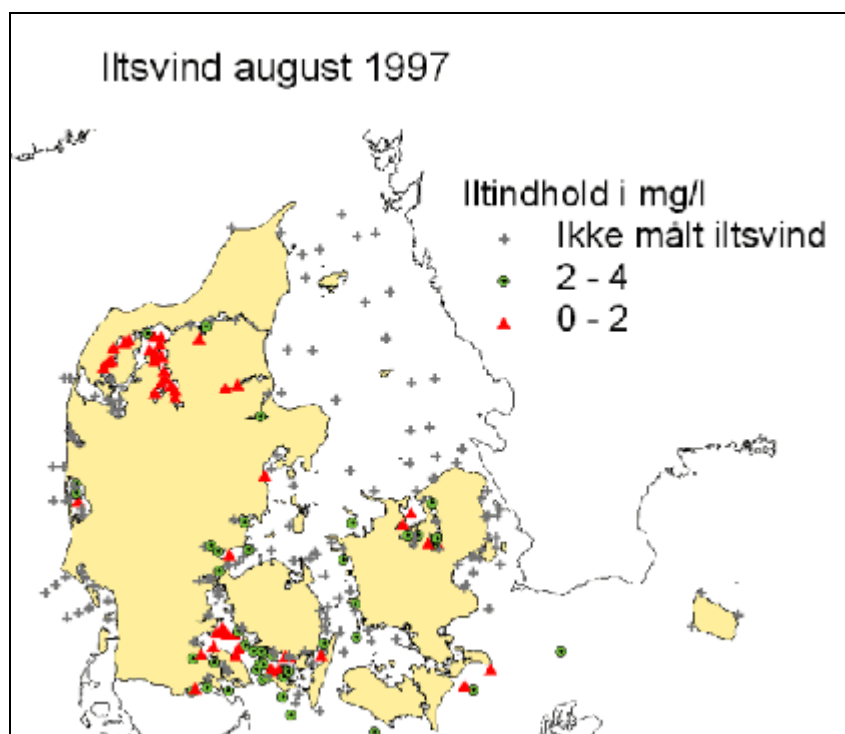 Iltsvind august 1997
Iltindhold i mg/l
Ikke målt iltsvind
2 - 4
0 - 2